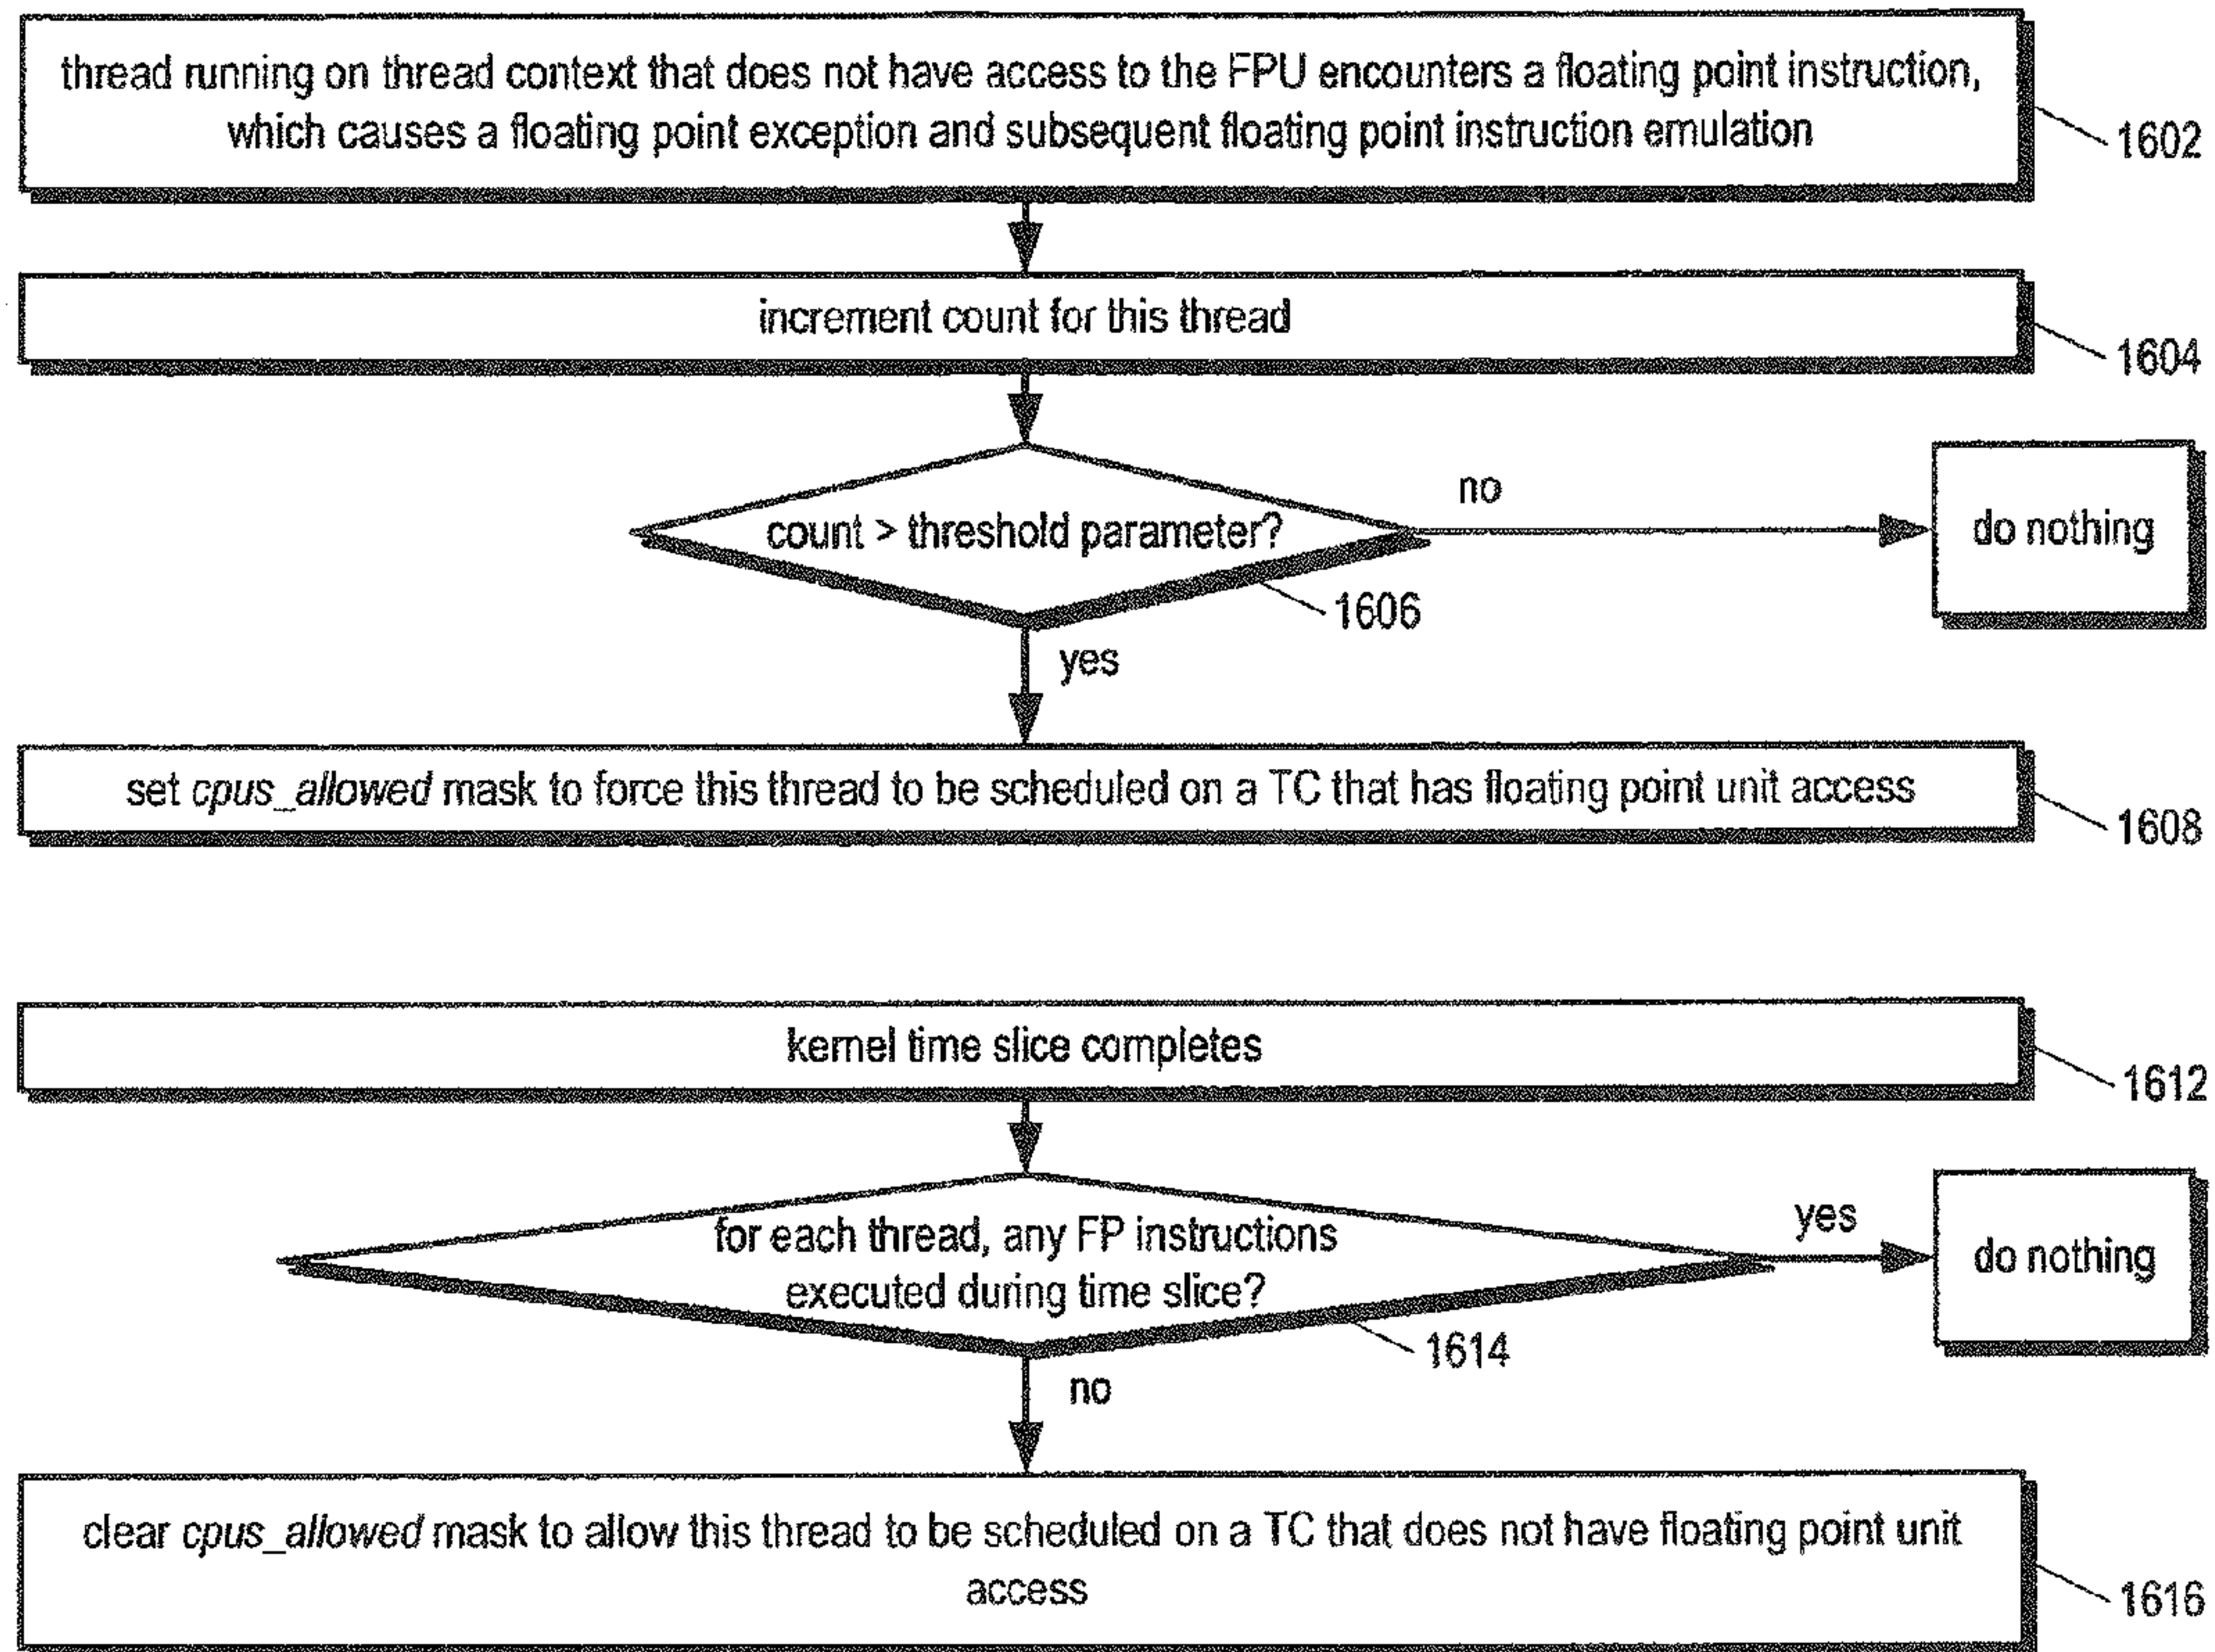 thread running on thread context that does not have access to the FPU encounters a floating point instruction,
which causes a floating point exception and subsequent floating point instruction emulation
1602
increment count for this thread
1604
count > threshold parameter?
no
do nothing
1606
yes
set cpus_allowed mask to force this thread to be scheduled on a TC that has floating point unit access
1608
kernel time slice completes
1612
for each thread, any FP instructions
executed during time slice?
yes
do nothing
1614
no
clear cpus_allowed mask to allow this thread to be scheduled on a TC that does not have floating point unit
access
1616